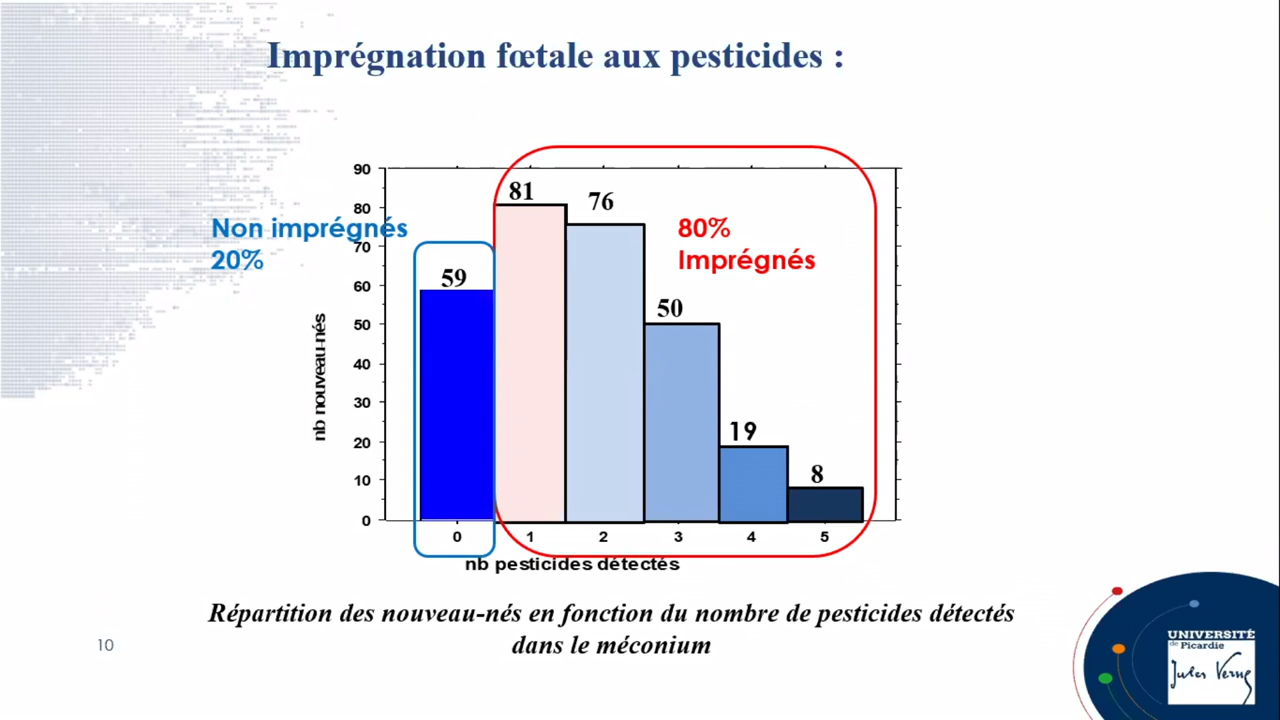 Imprégnation fœtale aux pesticides :
90
80
70
60
50
40
30
20
10
0
nb nouveau-nés
Non imprégnés
20%
59
81
76
50
19
8
80%
Imprégnés
0 1 2 3 4 5
nb pesticides détectés
Répartition des nouveau-nés en fonction du nombre de pesticides détectés
dans le méconium
10
UNIVERSITÉ
de Picardie
Jules Verne